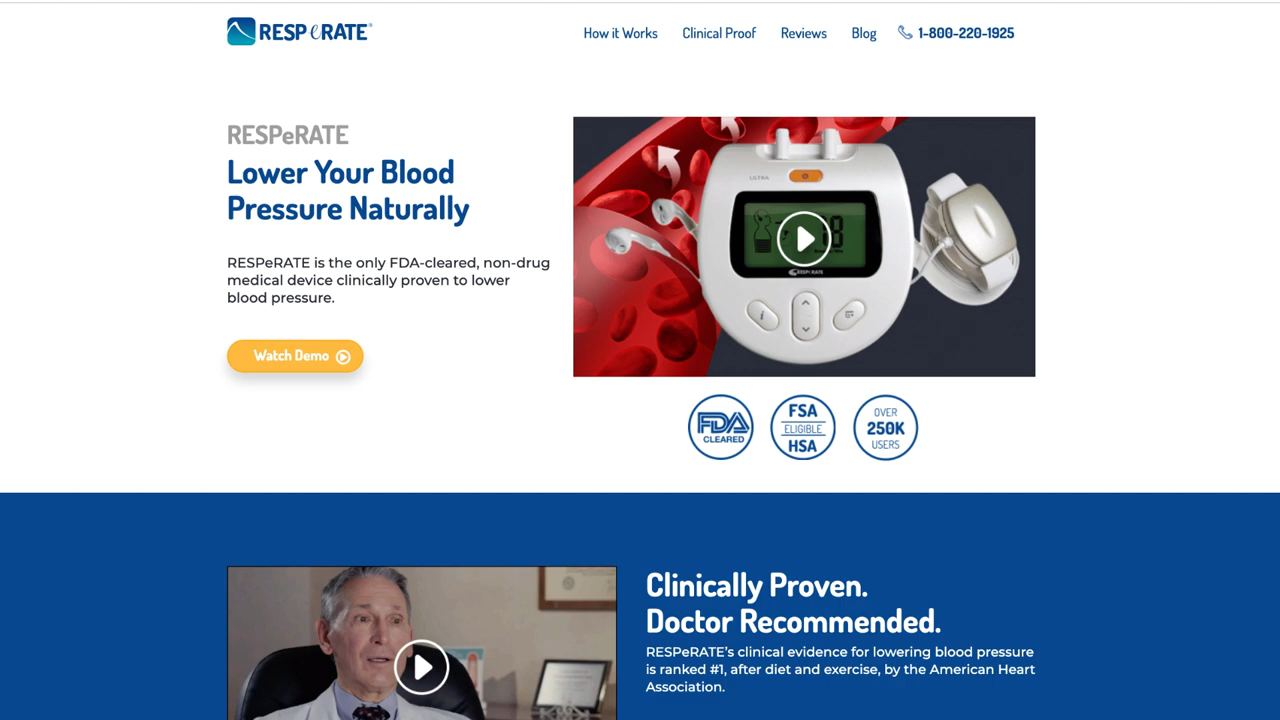 RESPeRATE®
How it Works
Clinical Proof
Reviews
Blog
1-800-220-1925
RESPeRATE
Lower Your Blood
Pressure Naturally
RESPeRATE is the only FDA-cleared, non-drug
medical device clinically proven to lower
blood pressure.
Watch Demo
ULTRA
18
RESPeRATE
i
FDA
CLEARED
FSA
ELIGIBLE
HSA
OVER
250K
USERS
Clinically Proven.
Doctor Recommended.
RESPeRATE’s clinical evidence for lowering blood pressure
is ranked #1, after diet and exercise, by the American Heart
Association.